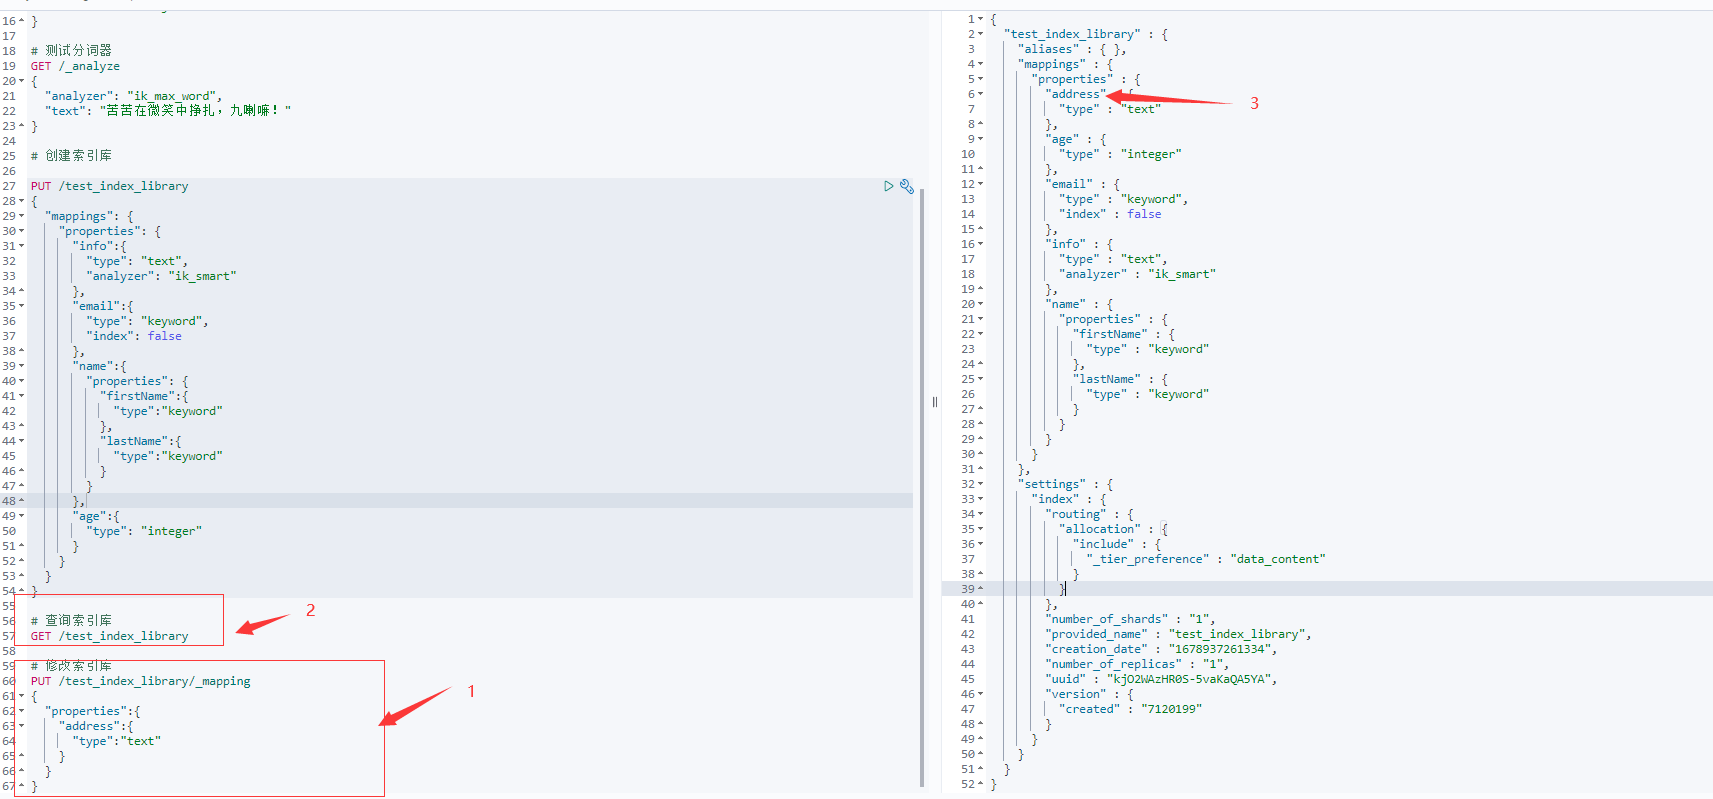 16 }
17
18 # 测试分词器
19 GET /_analyze
20 {
21 "analyzer": "ik_max_word",
22 "text": "苦苦在微笑中挣扎，九喇嘛！"
23 }
24
25 # 创建索引库
26
27 PUT /test_index_library
28 {
29 "mappings": {
30 "properties": {
31 "info":{
32 "type": "text",
33 "analyzer": "ik_smart"
34 },
35 "email":{
36 "type": "keyword",
37 "index": false
38 },
39 "name":{
40 "properties": {
41 "firstName":{
42 "type":"keyword"
43 },
44 "lastName":{
45 "type":"keyword"
46 }
47 }
48 },
49 "age":{
50 "type": "integer"
51 }
52 }
53 }
54 }
55
56 # 查询索引库
57 GET /test_index_library
2
58
59 # 修改索引库
60 PUT /test_index_library/_mapping
61 {
62 "properties":{
63 "address":{
64 "type":"text"
65 }
66 }
67 }
1
1 {
2 "test_index_library" : {
3 "aliases" : { },
4 "mappings" : {
5 "properties" : {
6 "address" {
3
7 "type" : "text"
8 },
9 "age" : {
10 "type" : "integer"
11 },
12 "email" : {
13 "type" : "keyword",
14 "index" : false
15 },
16 "info" : {
17 "type" : "text",
18 "analyzer" : "ik_smart"
19 },
20 "name" : {
21 "properties" : {
22 "firstName" : {
23 "type" : "keyword"
24 },
25 "lastName" : {
26 "type" : "keyword"
27 }
28 }
29 }
30 }
31 },
32 "settings" : {
33 "index" : {
34 "routing" : {
35 "allocation" : {
36 "include" : {
37 "_tier_preference" : "data_content"
38 }
39 }
40 },
41 "number_of_shards" : "1",
42 "provided_name" : "test_index_library",
43 "creation_date" : "1678937261334",
44 "number_of_replicas" : "1",
45 "uuid" : "kjO2WAzHR0S-5vaKaQA5YA",
46 "version" : {
47 "created" : "7120199"
48 }
49 }
50 }
51 }
52 }